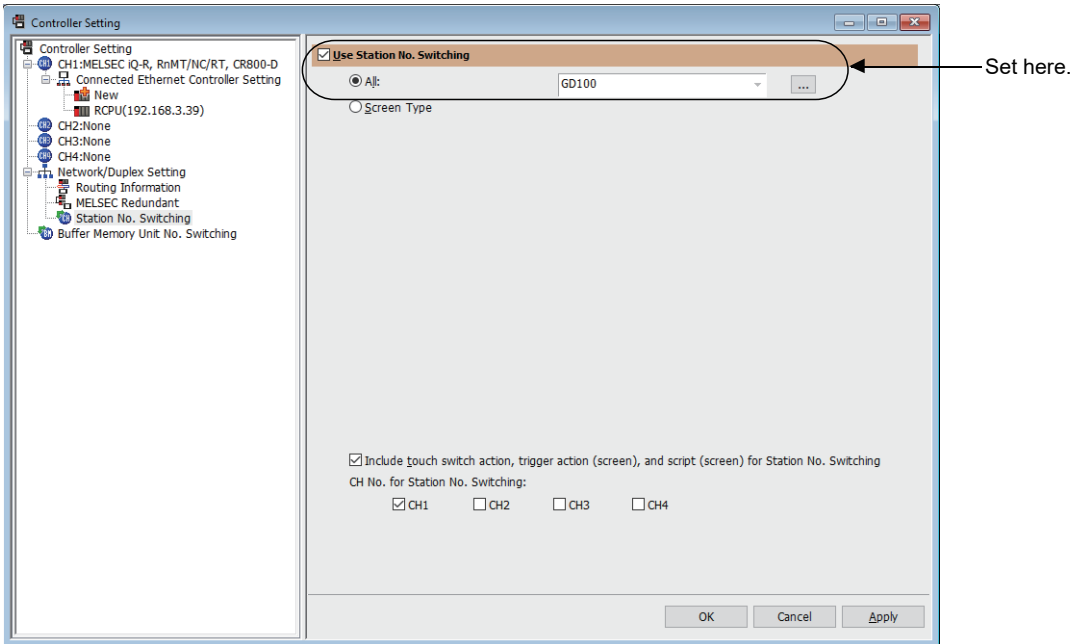 Controller Setting
Controller Setting
CH1:MELSEC iQ-R, RnMT/NC/RT, CR800-D
Connected Ethernet Controller Setting
New
RCPU(192.168.3.39)
CH2:None
CH3:None
CH4:None
Network/Duplex Setting
Routing Information
MELSEC Redundant
Station No. Switching
Buffer Memory Unit No. Switching
Use Station No. Switching
All: GD100 ...
Screen Type
Set here.
Include touch switch action, trigger action (screen), and script (screen) for Station No. Switching
CH No. for Station No. Switching:
CH1 CH2 CH3 CH4
OK Cancel Apply